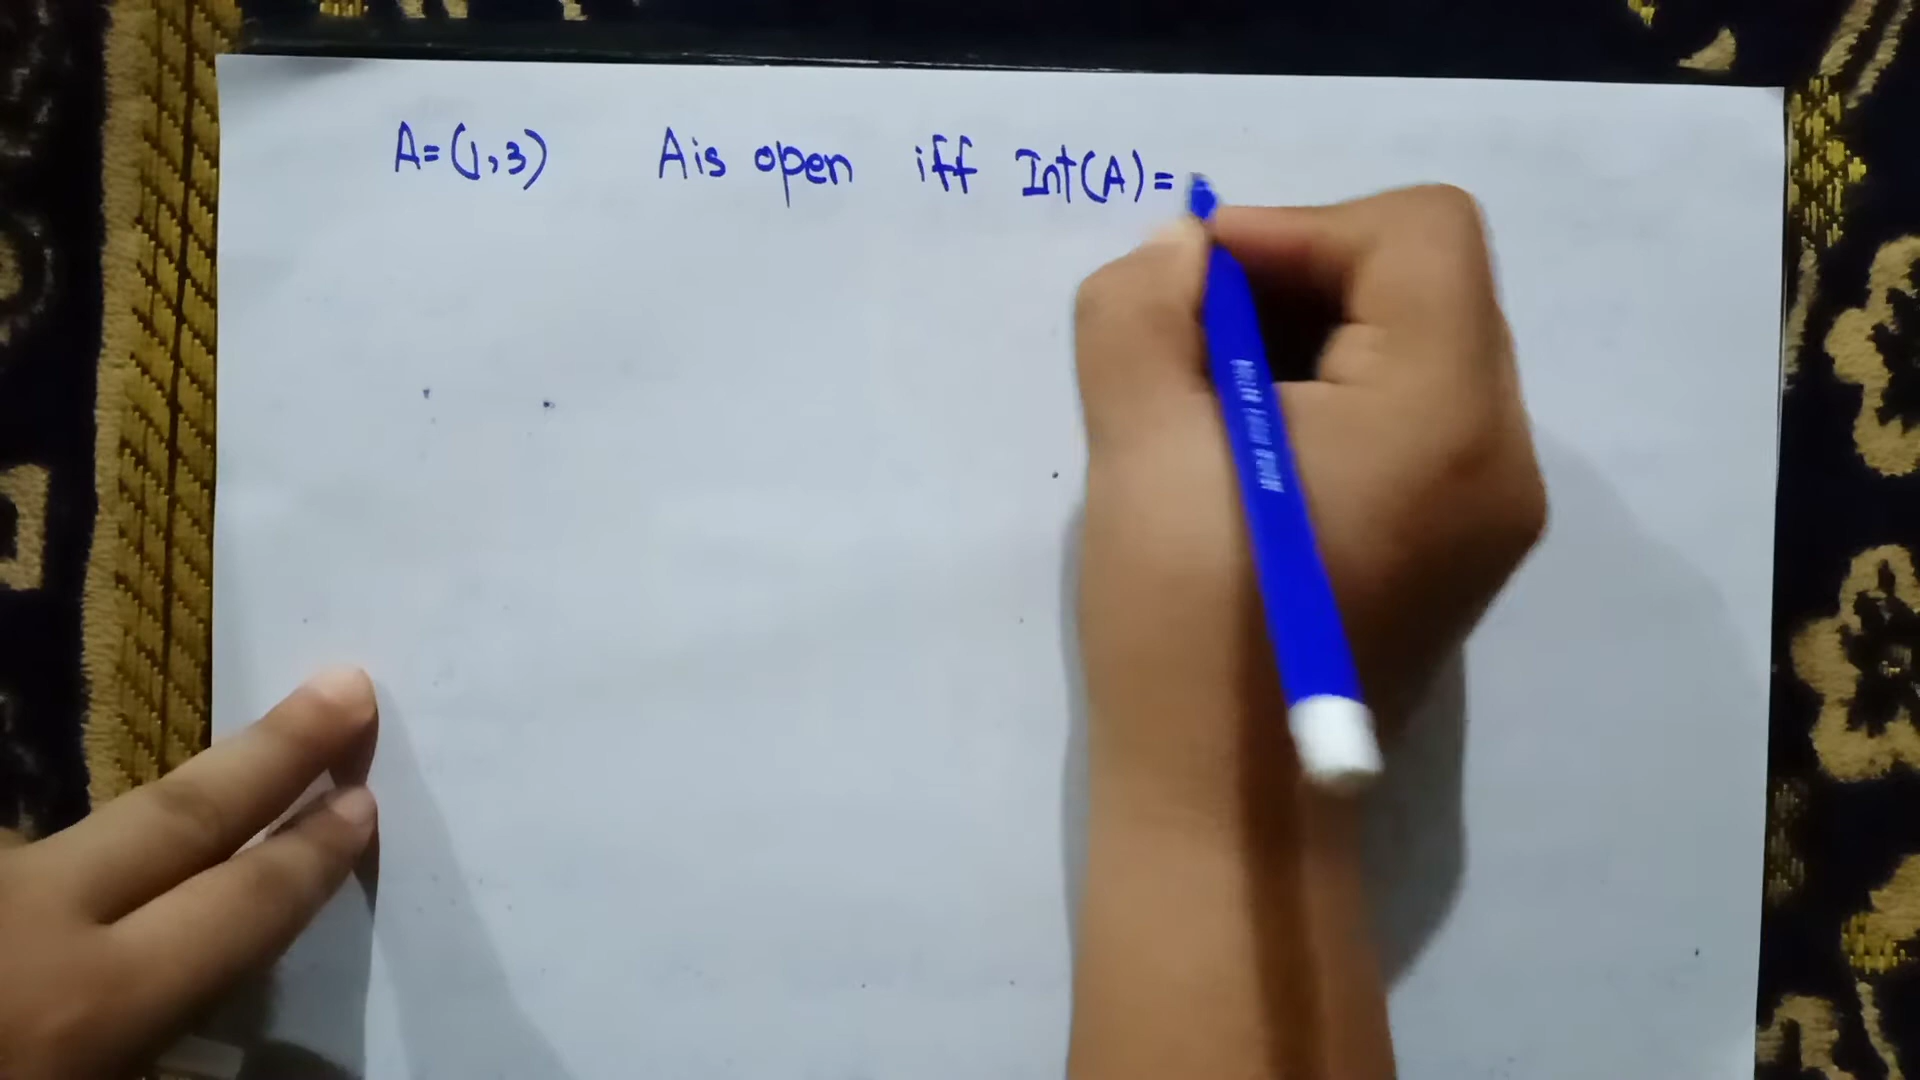 A=(1,3) A is open iff Int(A)=